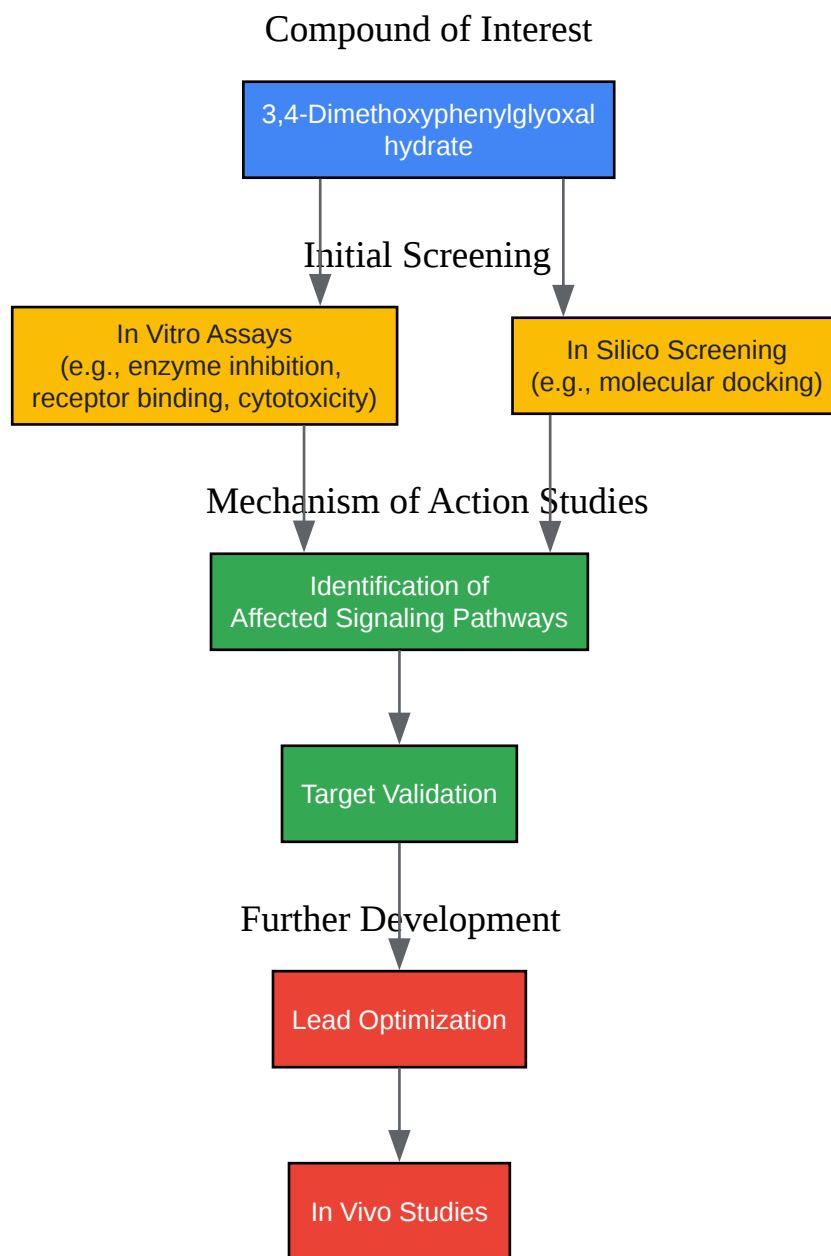 Compound of Interest
3,4-Dimethoxyphenylglyoxal
hydrate
Initial Screening
In Vitro Assays
(e.g., enzyme inhibition,
receptor binding, cytotoxicity)
In Silico Screening
(e.g., molecular docking)
Mechanism of Action Studies
Identification of
Affected Signaling Pathways
Target Validation
Further Development
Lead Optimization
In Vivo Studies